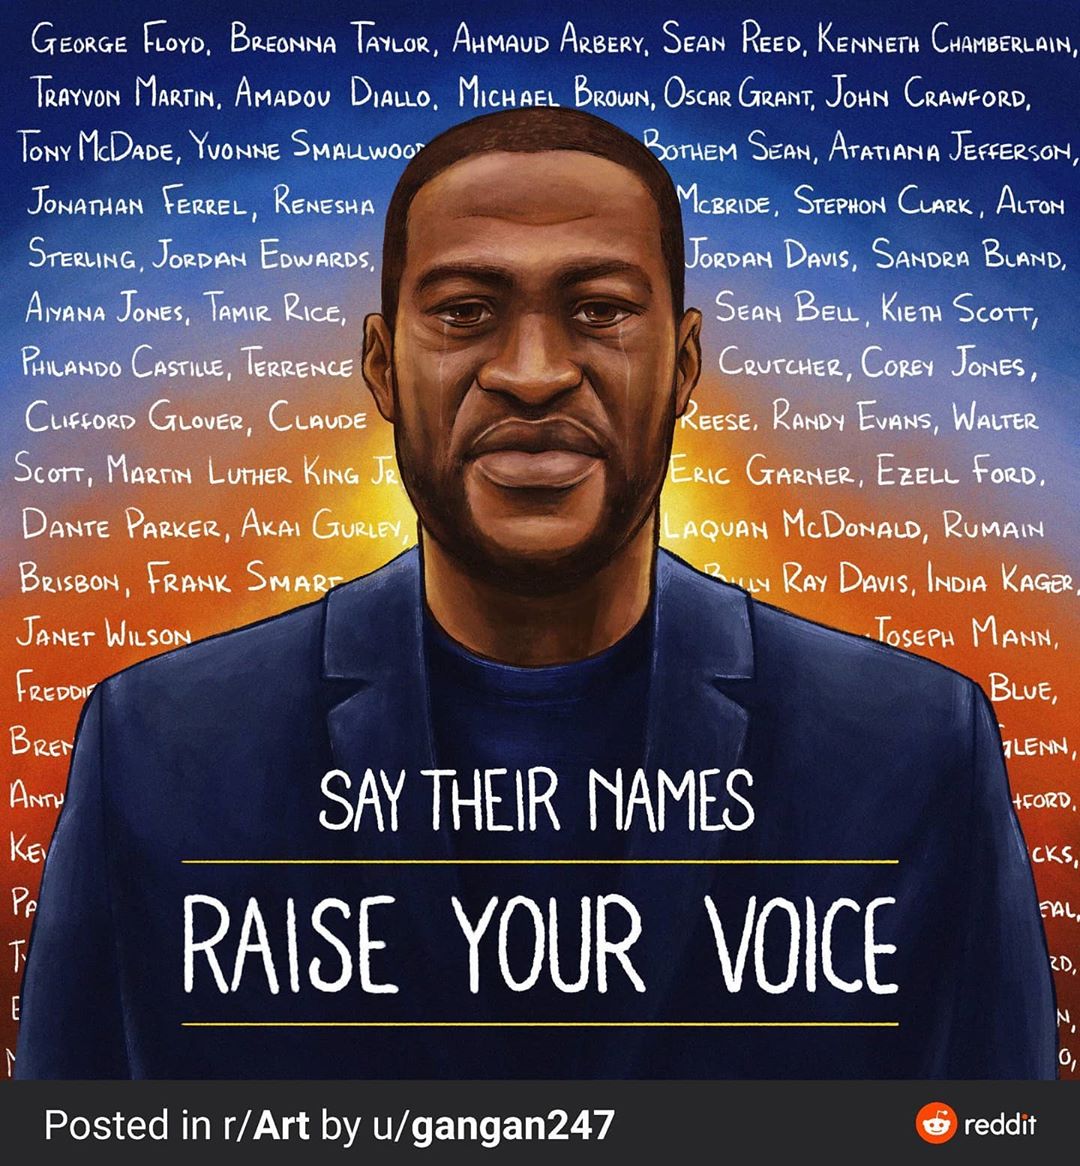 George Floyd, Breonna Taylor, Ahmaud Arbery, Sean Reed, Kenneth Chamberlain,
Trayvon Martin, Amadou Diallo, Michael Brown, Oscar Grant, John Crawford,
Tony McDade, Yvonne Smallwood Bothem Sean, Atatiana Jefferson,
Jonathan Ferrel, Renesha McBride, Stephon Clark, Alton
Sterling, Jordan Edwards, Jordan Davis, Sandra Bland,
Aiyana Jones, Tamir Rice, Sean Bell, Kieth Scott,
Philando Castille, Terrence Crutcher, Corey Jones,
Clifford Glover, Claude Reese, Randy Evans, Walter
Scott, Martin Luther King Jr Eric Garner, Ezell Ford,
Dante Parker, Akai Gurley, Laquan McDonald, Rumain
Brisbon, Frank Smart Billy Ray Davis, India Kager,
Janet Wilson Joseph Mann,
Freddie Blue,
SAY THEIR NAMES
RAISE YOUR VOICE
Posted in r/Art by u/gangan247
reddit